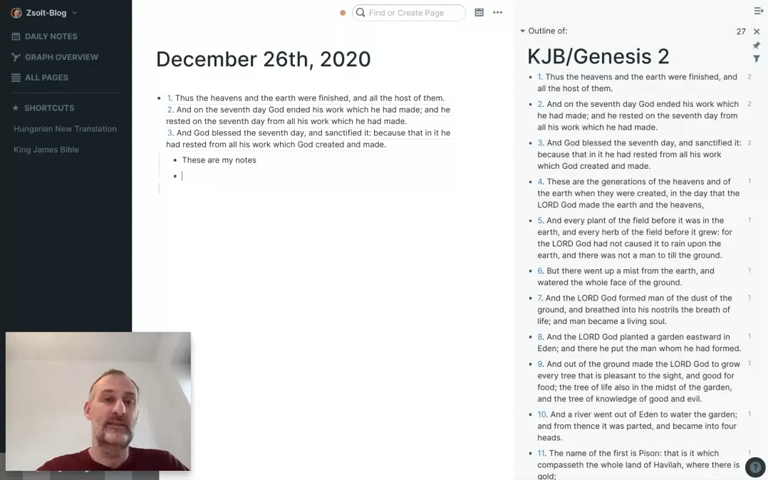 Zsolt-Blog
DAILY NOTES
GRAPH OVERVIEW
ALL PAGES
SHORTCUTS
Hungarian New Translation
King James Bible
Find or Create Page
December 26th, 2020
1. Thus the heavens and the earth were finished, and all the host of them.
2. And on the seventh day God ended his work which he had made; and he
rested on the seventh day from all his work which he had made.
3. And God blessed the seventh day, and sanctified it: because that in it he
had rested from all his work which God created and made.
These are my notes
Outline of:
27
KJB/Genesis 2
1. Thus the heavens and the earth were finished, and
all the host of them.
2
2. And on the seventh day God ended his work which
he had made; and he rested on the seventh day from
all his work which he had made.
2
3. And God blessed the seventh day, and sanctified it:
because that in it he had rested from all his work
which God created and made.
2
4. These are the generations of the heavens and of
the earth when they were created, in the day that the
LORD God made the earth and the heavens,
1
5. And every plant of the field before it was in the
earth, and every herb of the field before it grew: for
the LORD God had not caused it to rain upon the
earth, and there was not a man to till the ground.
1
6. But there went up a mist from the earth, and
watered the whole face of the ground.
1
7. And the LORD God formed man of the dust of the
ground, and breathed into his nostrils the breath of
life; and man became a living soul.
1
8. And the LORD God planted a garden eastward in
Eden; and there he put the man whom he had formed.
1
9. And out of the ground made the LORD God to grow
every tree that is pleasant to the sight, and good for
food; the tree of life also in the midst of the garden,
and the tree of knowledge of good and evil.
1
10. And a river went out of Eden to water the garden;
and from thence it was parted, and became into four
heads.
1
11. The name of the first is Pison: that is it which
compasseth the whole land of Havilah, where there is
gold;
1
?